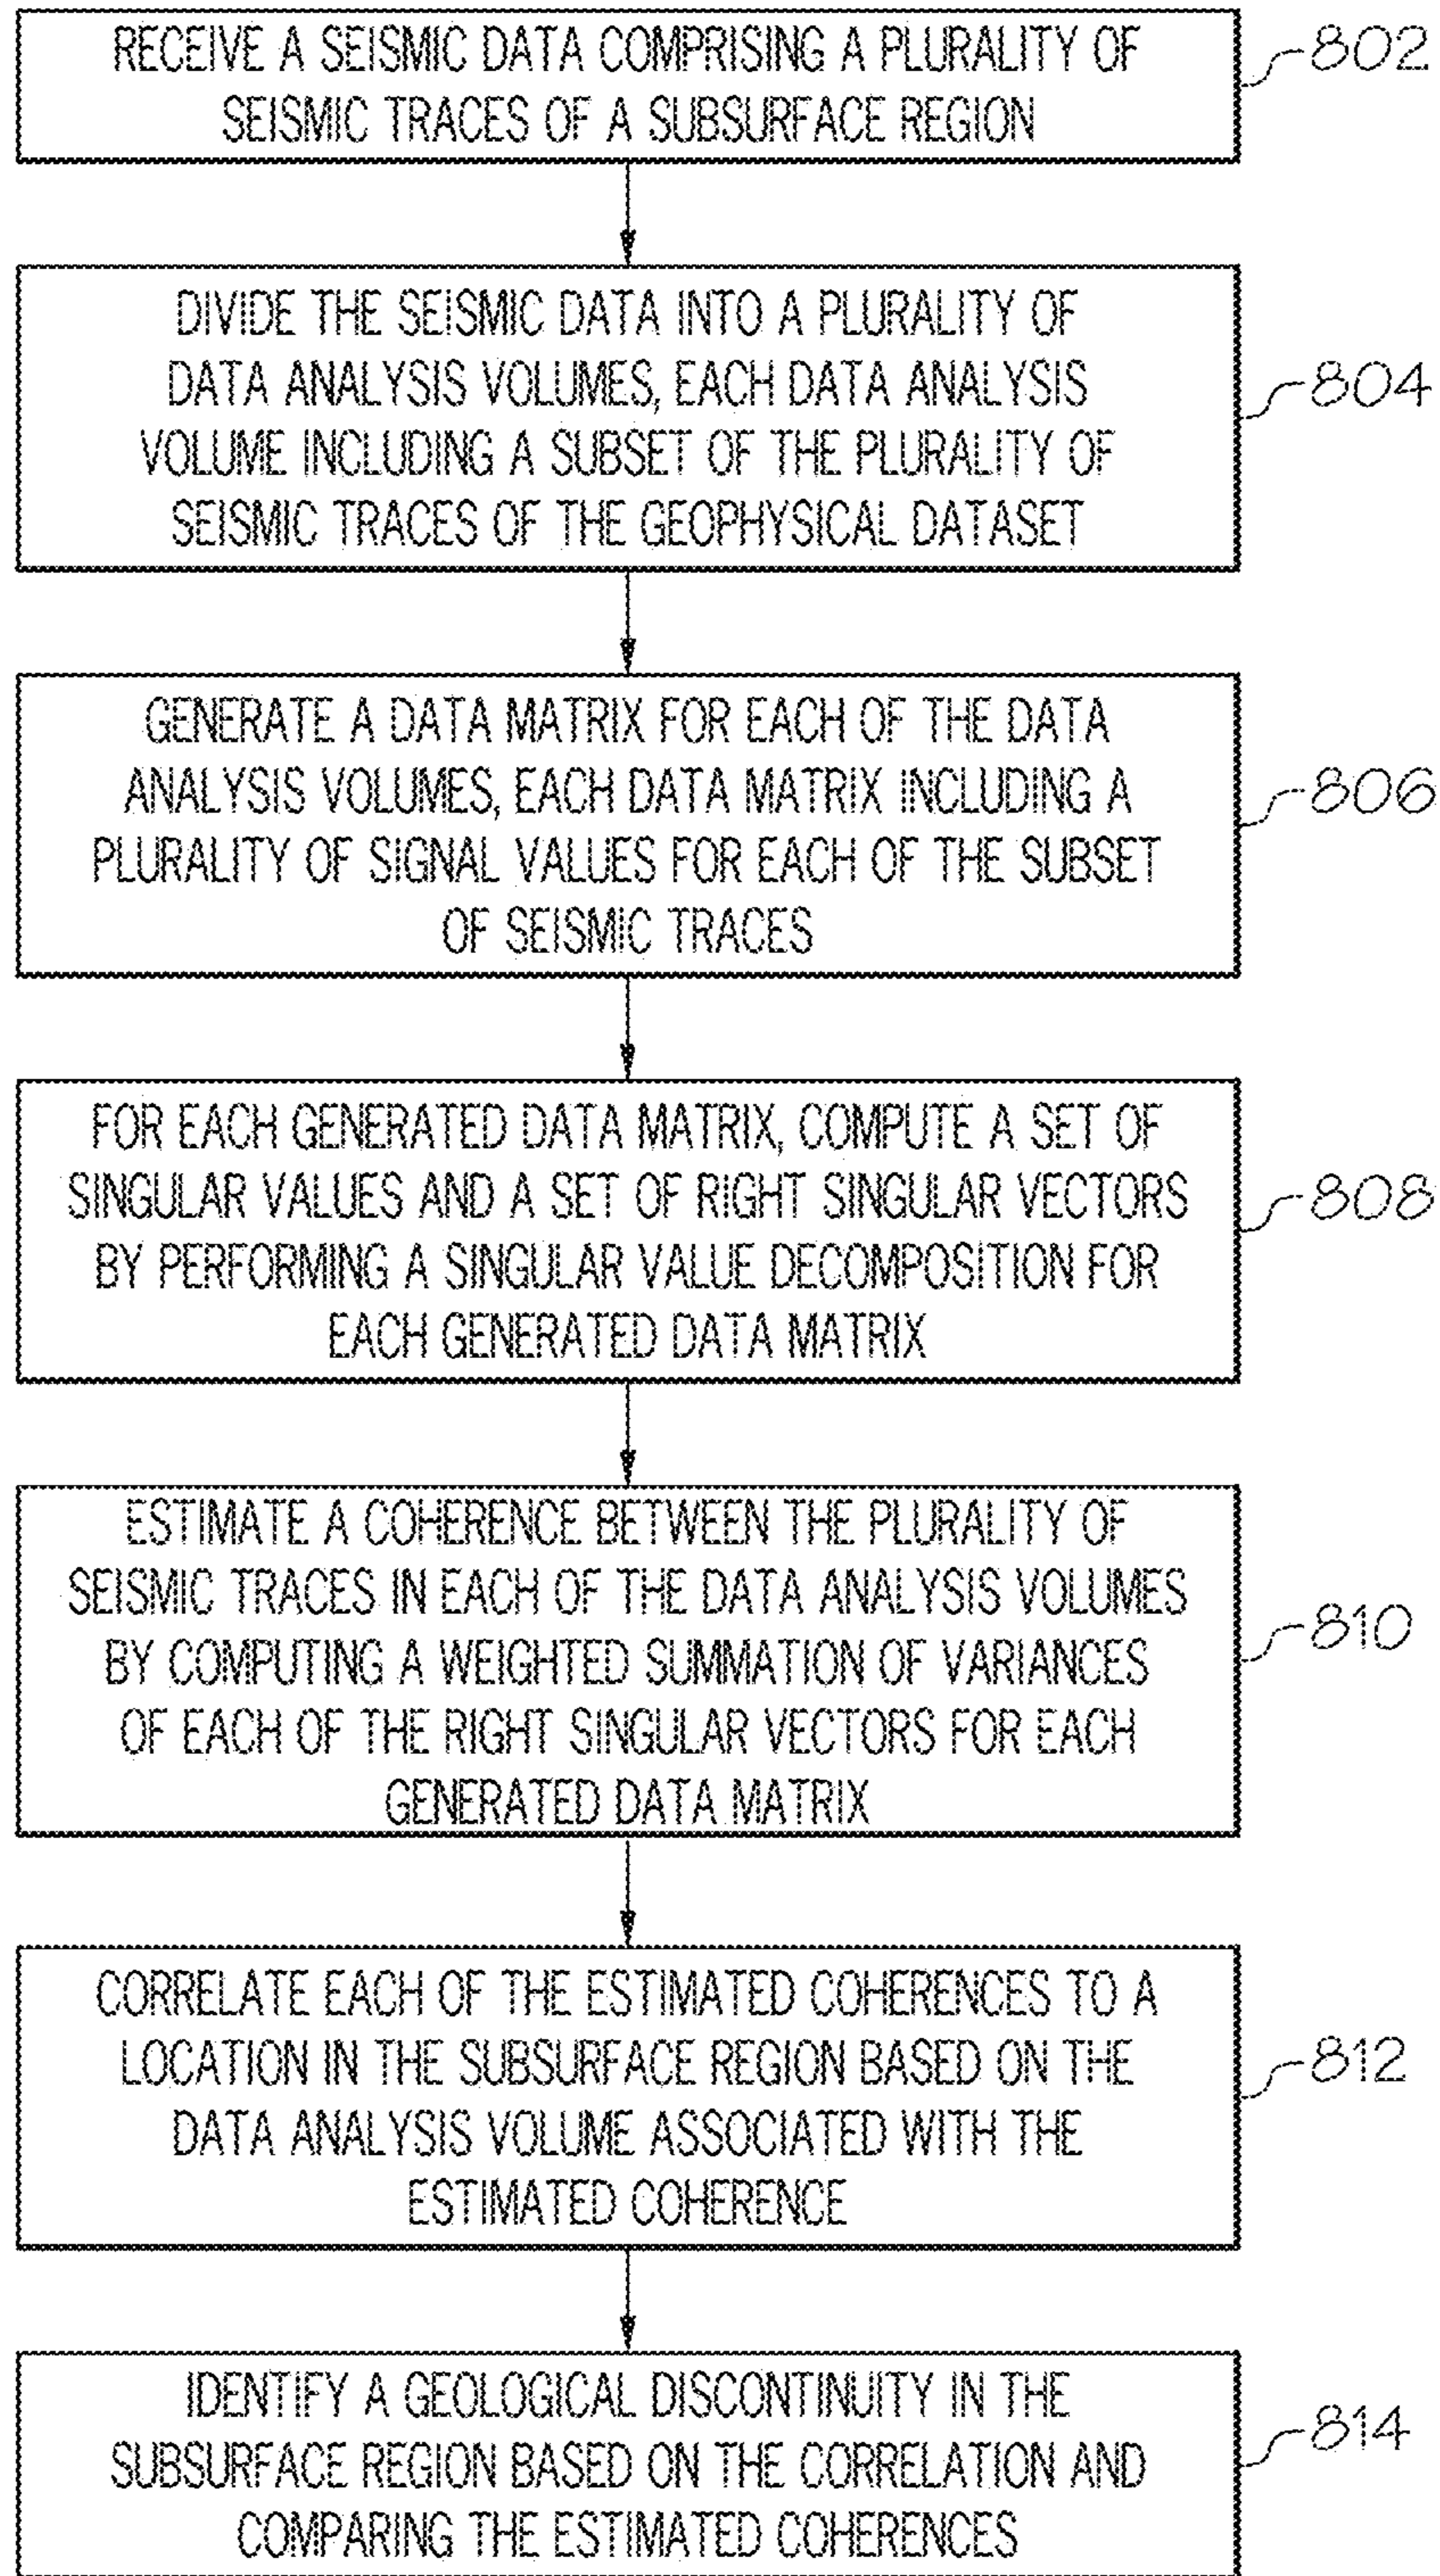 RECEIVE A SEISMIC DATA COMPRISING A PLURALITY OF
SEISMIC TRACES OF A SUBSURFACE REGION
802
DIVIDE THE SEISMIC DATA INTO A PLURALITY OF
DATA ANALYSIS VOLUMES, EACH DATA ANALYSIS
VOLUME INCLUDING A SUBSET OF THE PLURALITY OF
SEISMIC TRACES OF THE GEOPHYSICAL DATASET
804
GENERATE A DATA MATRIX FOR EACH OF THE DATA
ANALYSIS VOLUMES, EACH DATA MATRIX INCLUDING A
PLURALITY OF SIGNAL VALUES FOR EACH OF THE SUBSET
OF SEISMIC TRACES
806
FOR EACH GENERATED DATA MATRIX, COMPUTE A SET OF
SINGULAR VALUES AND A SET OF RIGHT SINGULAR VECTORS
BY PERFORMING A SINGULAR VALUE DECOMPOSITION FOR
EACH GENERATED DATA MATRIX
808
ESTIMATE A COHERENCE BETWEEN THE PLURALITY OF
SEISMIC TRACES IN EACH OF THE DATA ANALYSIS VOLUMES
BY COMPUTING A WEIGHTED SUMMATION OF VARIANCES
OF EACH OF THE RIGHT SINGULAR VECTORS FOR EACH
GENERATED DATA MATRIX
810
CORRELATE EACH OF THE ESTIMATED COHERENCES TO A
LOCATION IN THE SUBSURFACE REGION BASED ON THE
DATA ANALYSIS VOLUME ASSOCIATED WITH THE
ESTIMATED COHERENCE
812
IDENTIFY A GEOLOGICAL DISCONTINUITY IN THE
SUBSURFACE REGION BASED ON THE CORRELATION AND
COMPARING THE ESTIMATED COHERENCES
814